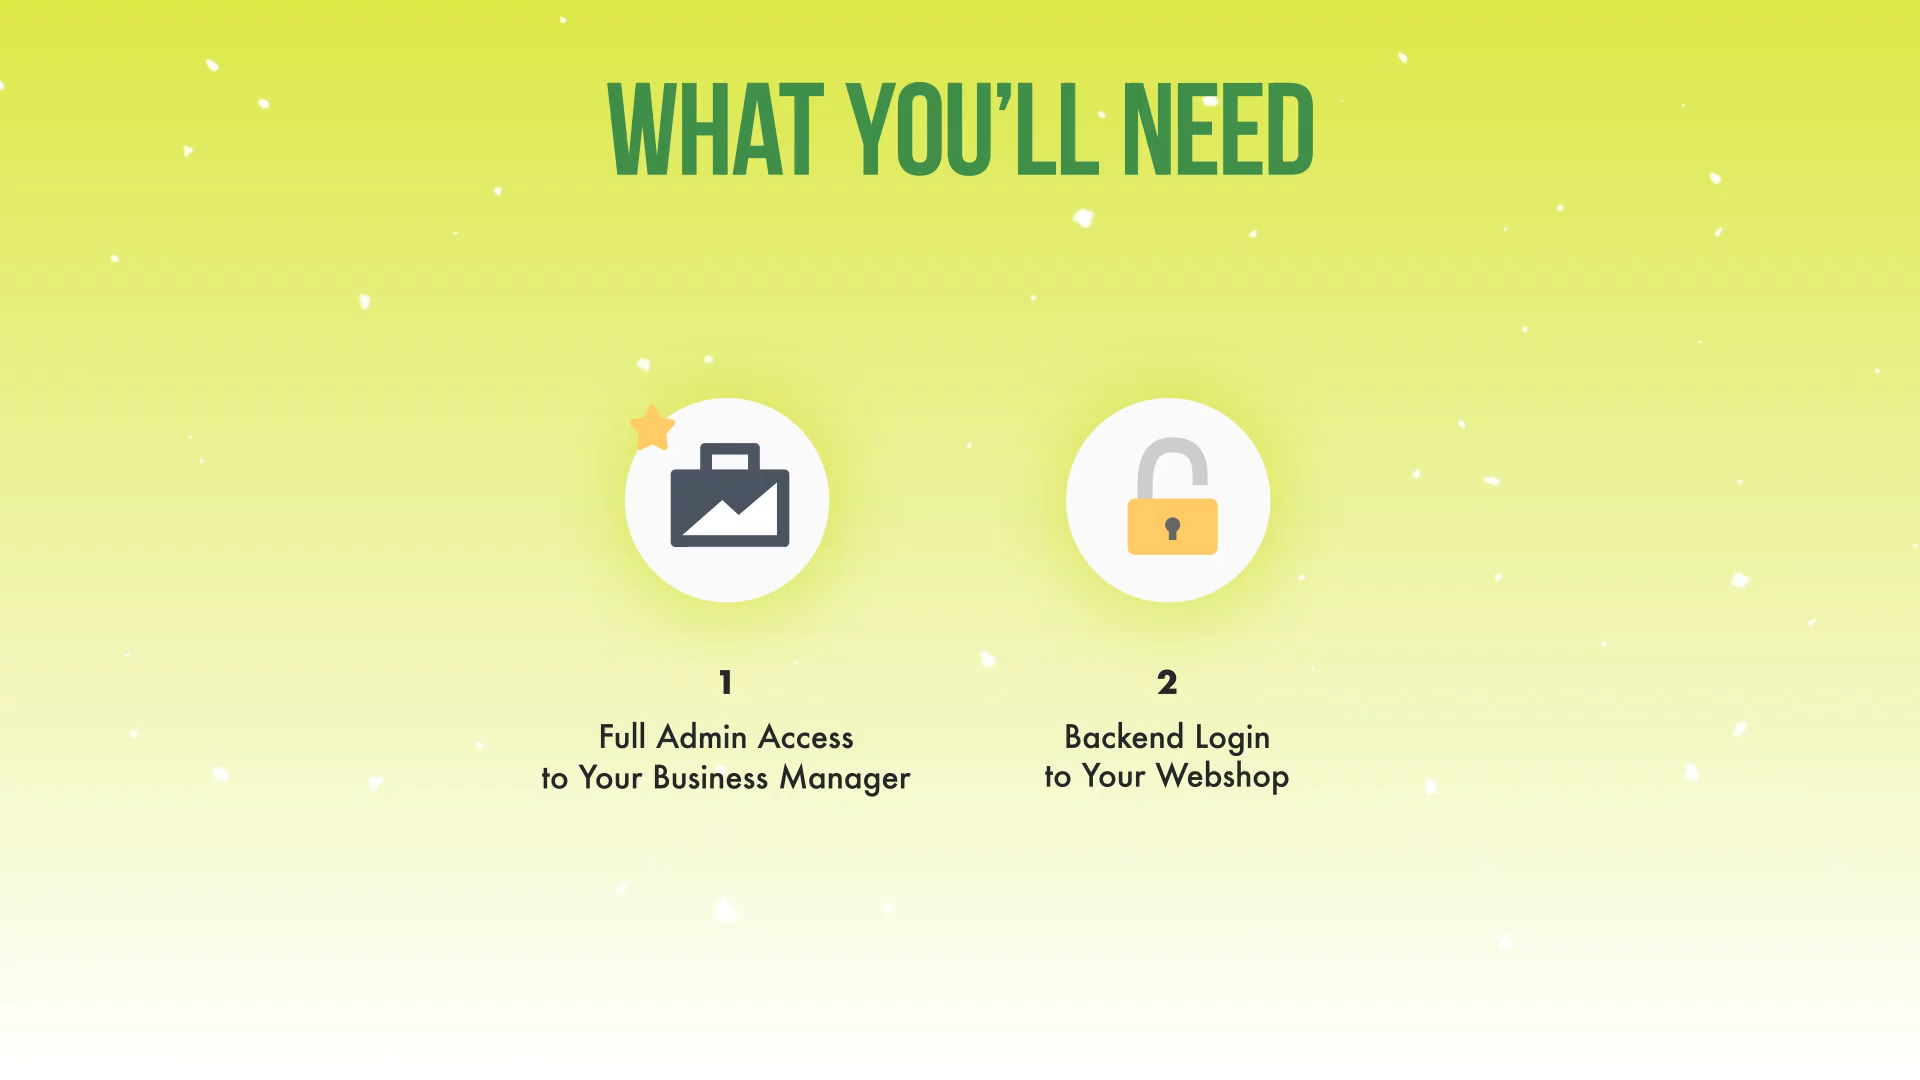 WHAT YOU’LL NEED
1
Full Admin Access
to Your Business Manager
2
Backend Login
to Your Webshop